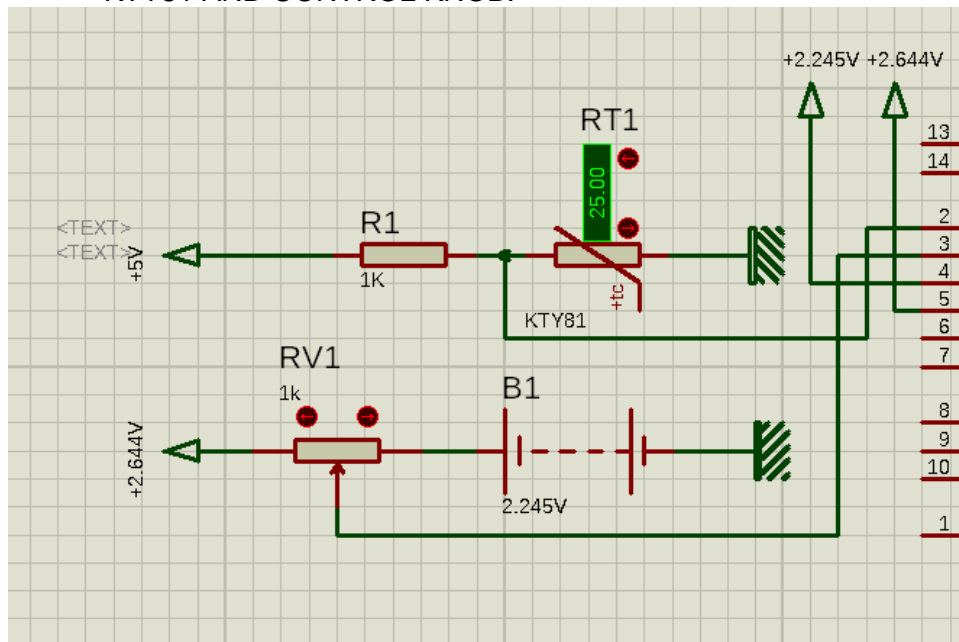 +2.245V +2.644V
RT1
13
14
25.00
<TEXT>
<TEXT>
+5V
R1
1K
2
3
4
5
6
7
+tc
KTY81
RV1
1k
B1
8
9
10
+2.644V
2.245V
1